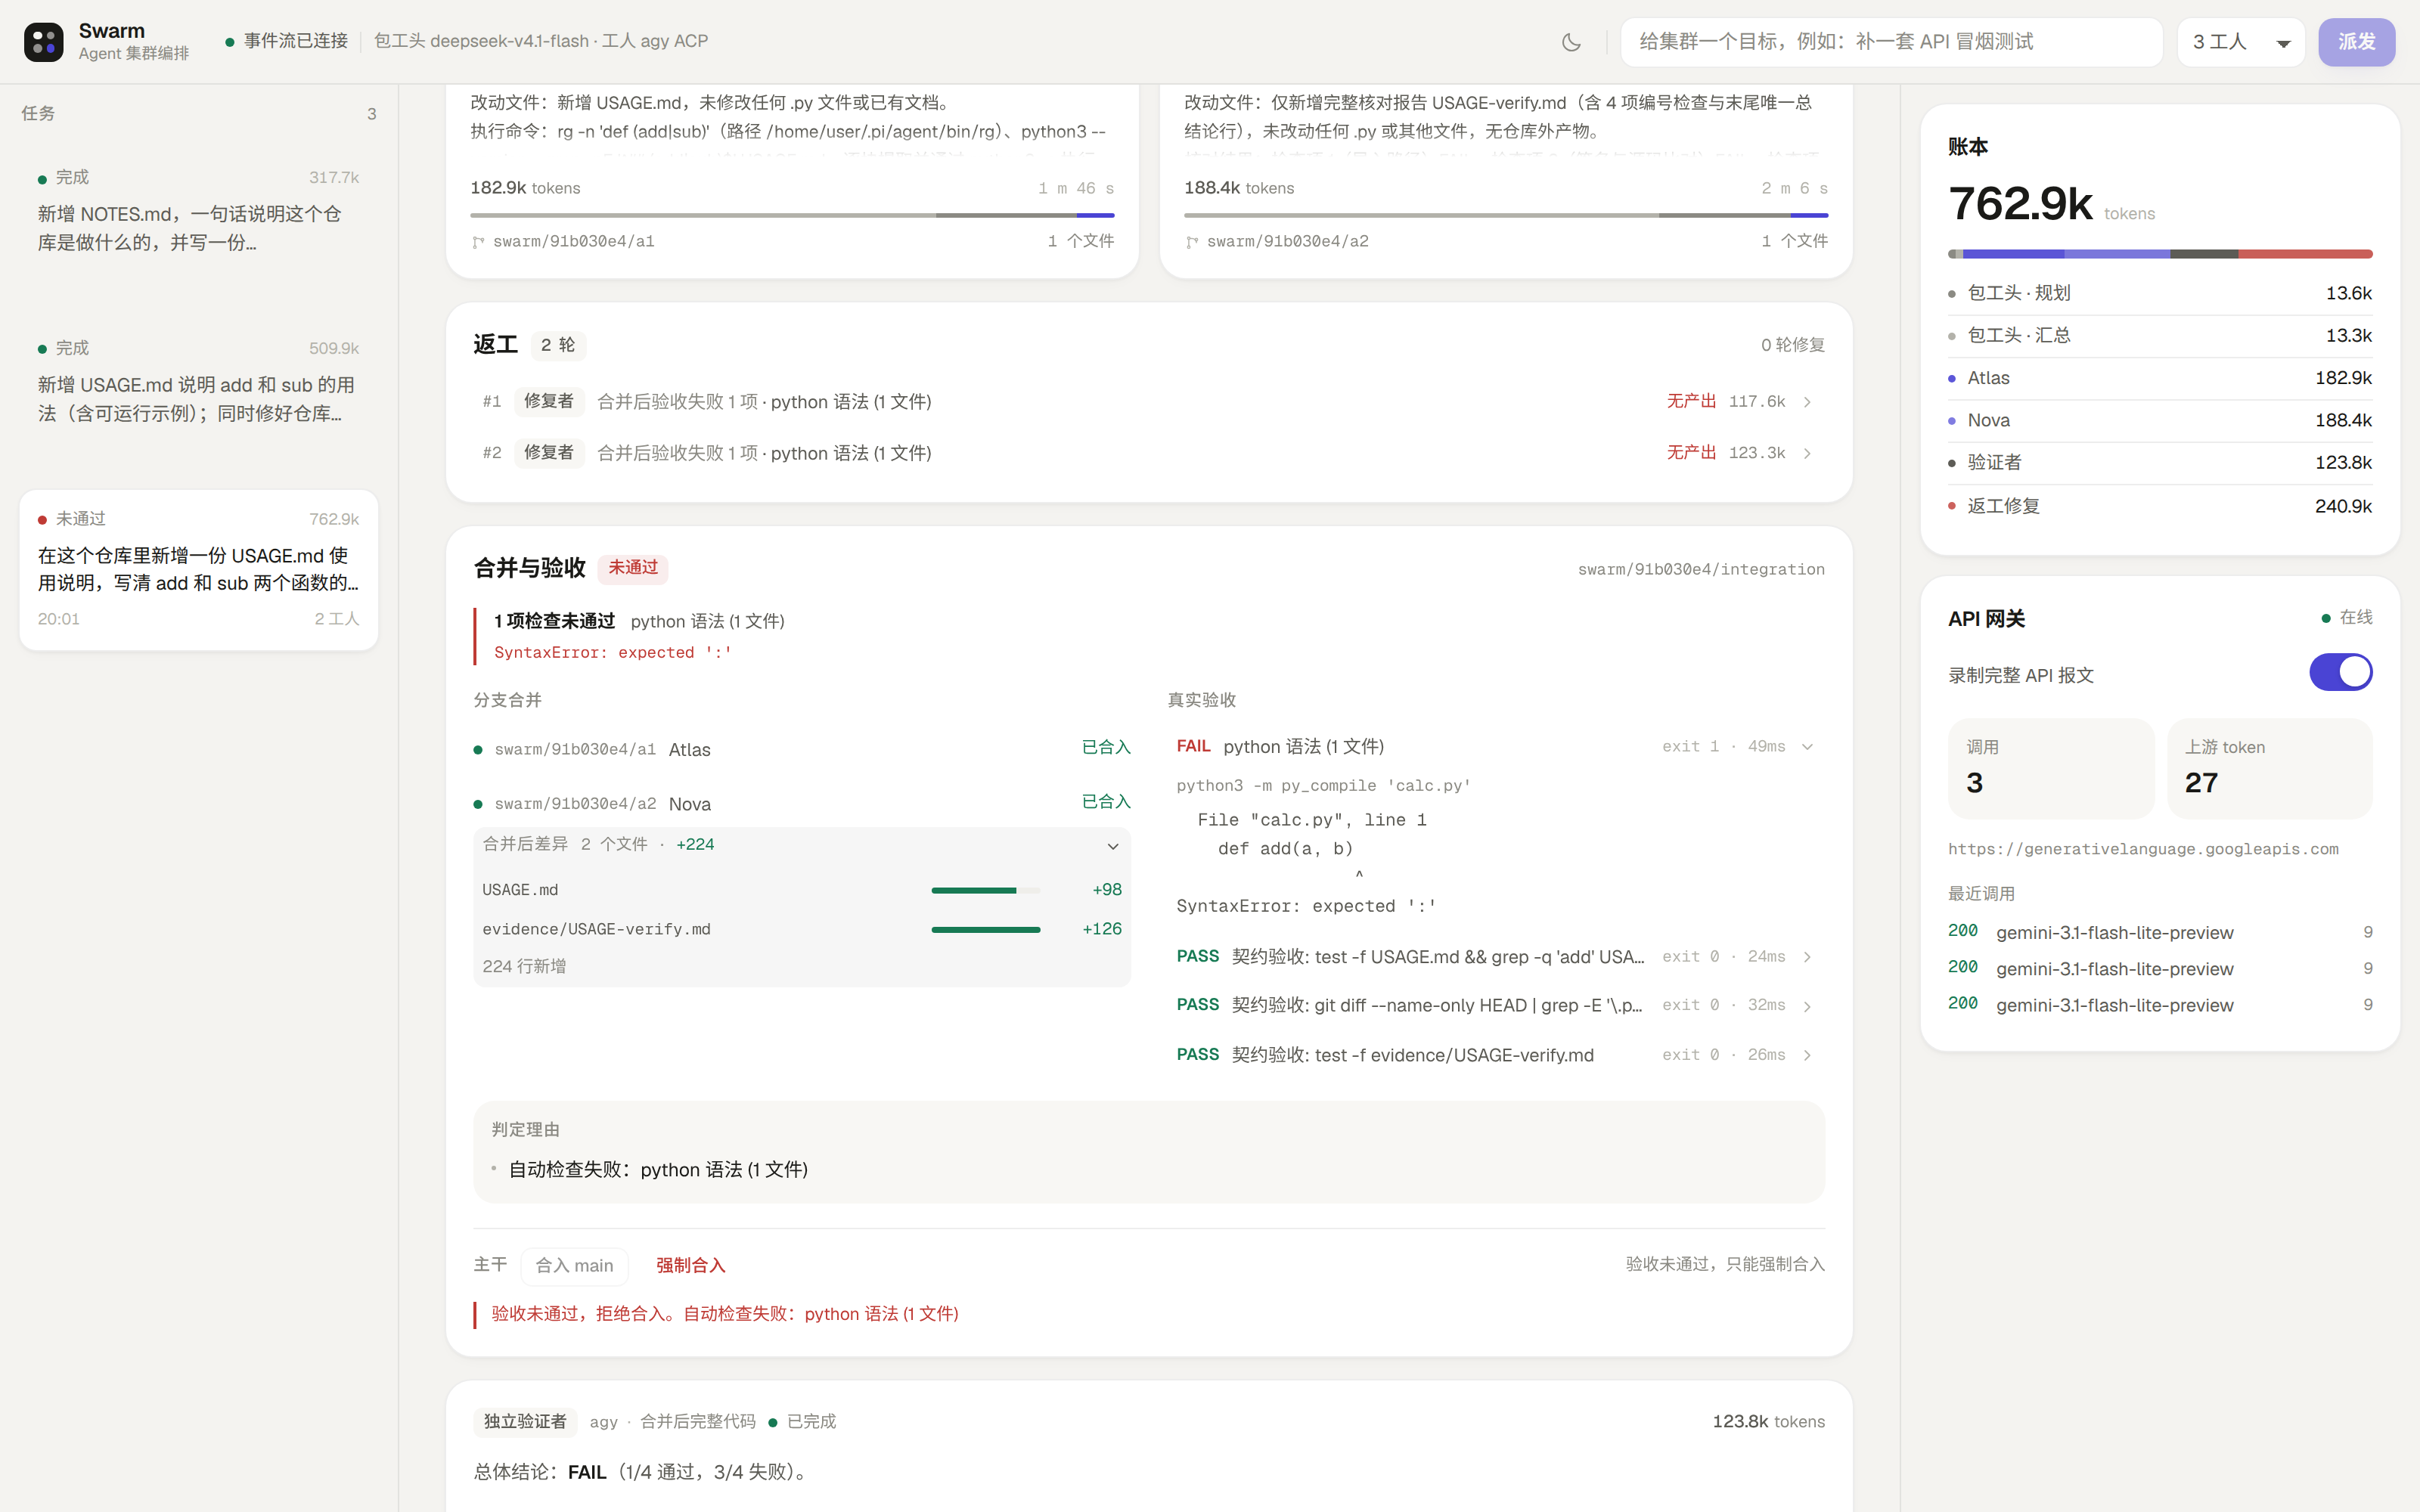 Swarm
Agent 集群编排
事件流已连接
包工头 deepseek-v4.1-flash · 工人 agy ACP
给集群一个目标，例如：补一套 API 冒烟测试
3 工人
派发
任务
3
完成
317.7k
新增 NOTES.md，一句话说明这个仓
库是做什么的，并写一份…
完成
509.9k
新增 USAGE.md 说明 add 和 sub 的用
法（含可运行示例）；同时修好仓库…
未通过
762.9k
在这个仓库里新增一份 USAGE.md 使
用说明，写清 add 和 sub 两个函数的…
20:01
2 工人
改动文件：新增 USAGE.md，未修改任何 .py 文件或已有文档。
执行命令：rg -n 'def (add|sub)'（路径 /home/user/.pi/agent/bin/rg）、python3 --
182.9k tokens
1 m 46 s
swarm/91b030e4/a1
1 个文件
改动文件：仅新增完整核对报告 USAGE-verify.md（含 4 项编号检查与末尾唯一总
结论行），未改动任何 .py 或其他文件，无仓库外产物。
188.4k tokens
2 m 6 s
swarm/91b030e4/a2
1 个文件
返工
2 轮
0 轮修复
#1 修复者 合并后验收失败 1 项 · python 语法 (1 文件)
无产出 117.6k
#2 修复者 合并后验收失败 1 项 · python 语法 (1 文件)
无产出 123.3k
合并与验收
未通过
swarm/91b030e4/integration
1 项检查未通过 python 语法 (1 文件)
SyntaxError: expected ':'
分支合并
swarm/91b030e4/a1 Atlas
已合入
swarm/91b030e4/a2 Nova
已合入
合并后差异 2 个文件 · +224
USAGE.md
+98
evidence/USAGE-verify.md
+126
224 行新增
真实验收
FAIL python 语法 (1 文件)
exit 1 · 49ms
python3 -m py_compile 'calc.py'
File "calc.py", line 1
def add(a, b)
^
SyntaxError: expected ':'
PASS 契约验收: test -f USAGE.md && grep -q 'add' USA…
exit 0 · 24ms
PASS 契约验收: git diff --name-only HEAD | grep -E '\.p…
exit 0 · 32ms
PASS 契约验收: test -f evidence/USAGE-verify.md
exit 0 · 26ms
判定理由
自动检查失败：python 语法 (1 文件)
主干
合入 main
强制合入
验收未通过，只能强制合入
验收未通过，拒绝合入。自动检查失败：python 语法 (1 文件)
独立验证者
agy · 合并后完整代码
已完成
123.8k tokens
总体结论：FAIL（1/4 通过，3/4 失败）。
账本
762.9k tokens
包工头 · 规划
13.6k
包工头 · 汇总
13.3k
Atlas
182.9k
Nova
188.4k
验证者
123.8k
返工修复
240.9k
API 网关
在线
录制完整 API 报文
调用
3
上游 token
27
https://generativelanguage.googleapis.com
最近调用
200 gemini-3.1-flash-lite-preview 9
200 gemini-3.1-flash-lite-preview 9
200 gemini-3.1-flash-lite-preview 9